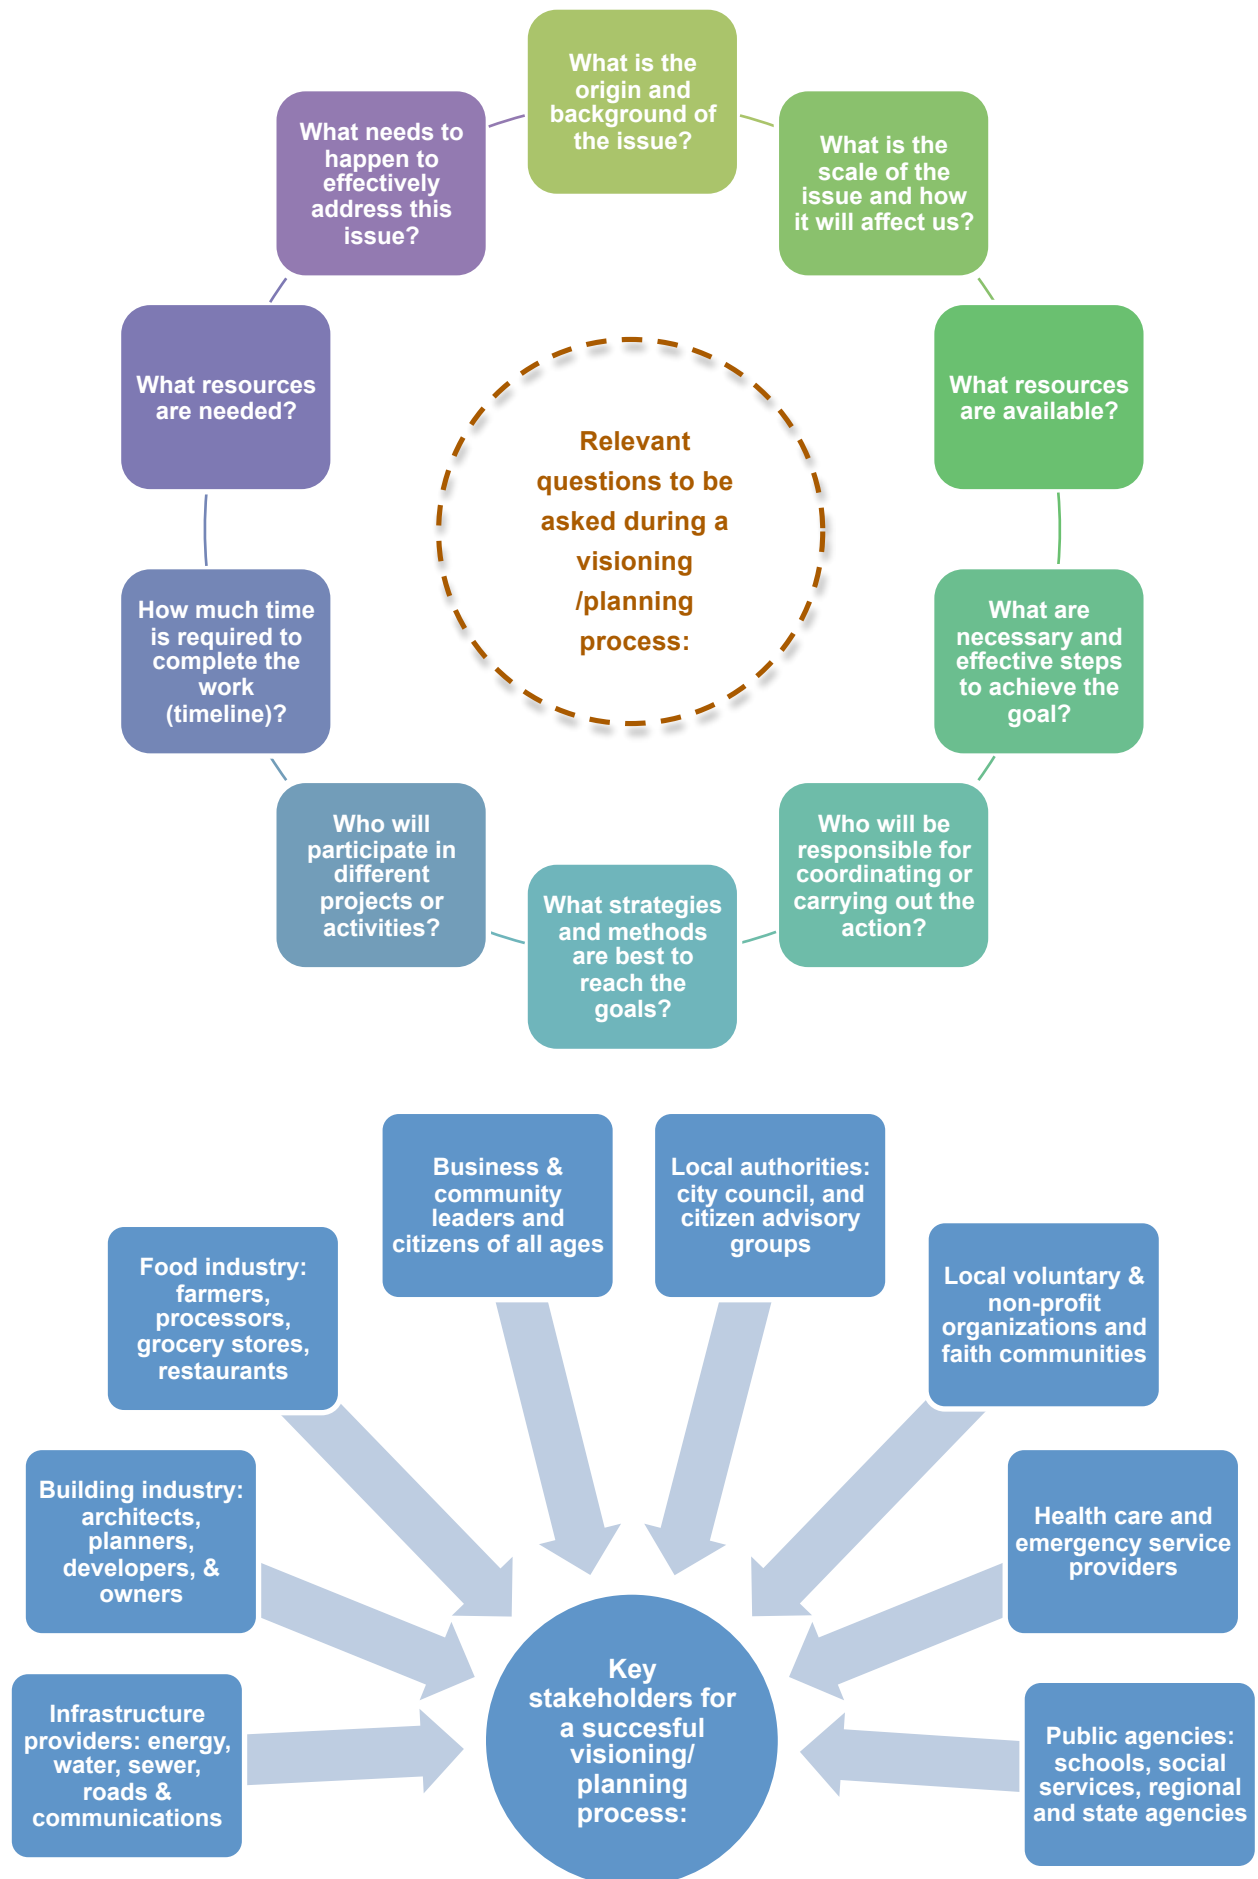 What is the
origin and
background of
the issue?
What is the
scale of the
issue and how
it will affect us?
What resources
are available?
What are
necessary and
effective steps
to achieve the
goal?
Who will be
responsible for
coordinating or
carrying out the
action?
What strategies
and methods
are best to
reach the
goals?
Who will
participate in
different
projects or
activities?
How much time
is required to
complete the
work
(timeline)?
What resources
are needed?
What needs to
happen to
effectively
address this
issue?
Relevant
questions to be
asked during a
visioning
/planning
process:
Infrastructure
providers: energy,
water, sewer,
roads &
communications
Building industry:
architects,
planners,
developers, &
owners
Food industry:
farmers,
processors,
grocery stores,
restaurants
Business &
community
leaders and
citizens of all ages
Local authorities:
city council, and
citizen advisory
groups
Local voluntary &
non-profit
organizations and
faith communities
Health care and
emergency service
providers
Public agencies:
schools, social
services, regional
and state agencies
Key
stakeholders for
a succesful
visioning/
planning
process: